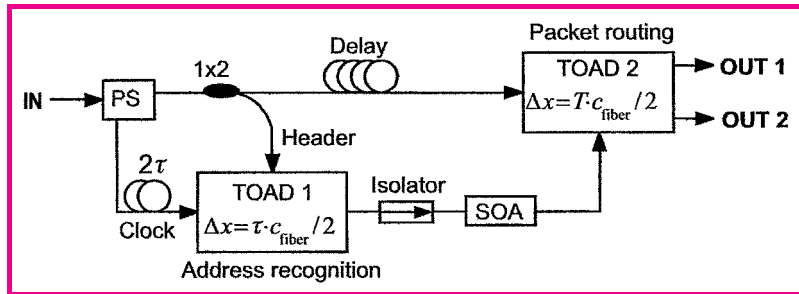 Packet routing
Delay
1x2
TOAD 2
Δx=T·c_fiber/2
OUT 1
OUT 2
IN
PS
Header
2τ
Clock
TOAD 1
Δx=τ·c_fiber/2
Isolator
SOA
Address recognition